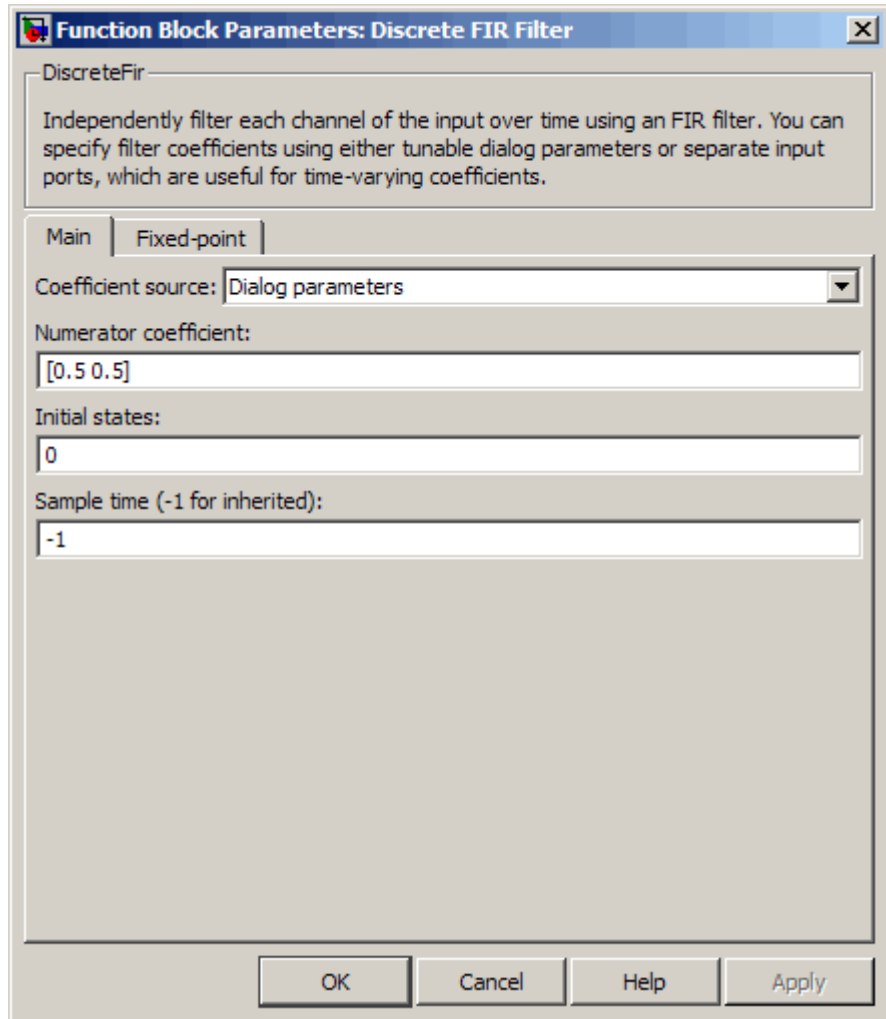 Function Block Parameters: Discrete FIR Filter
DiscreteFir
Independently filter each channel of the input over time using an FIR filter. You can
specify filter coefficients using either tunable dialog parameters or separate input
ports, which are useful for time-varying coefficients.
Main Fixed-point
Coefficient source: Dialog parameters
Numerator coefficient:
[0.5 0.5]
Initial states:
0
Sample time (-1 for inherited):
-1
OK Cancel Help Apply